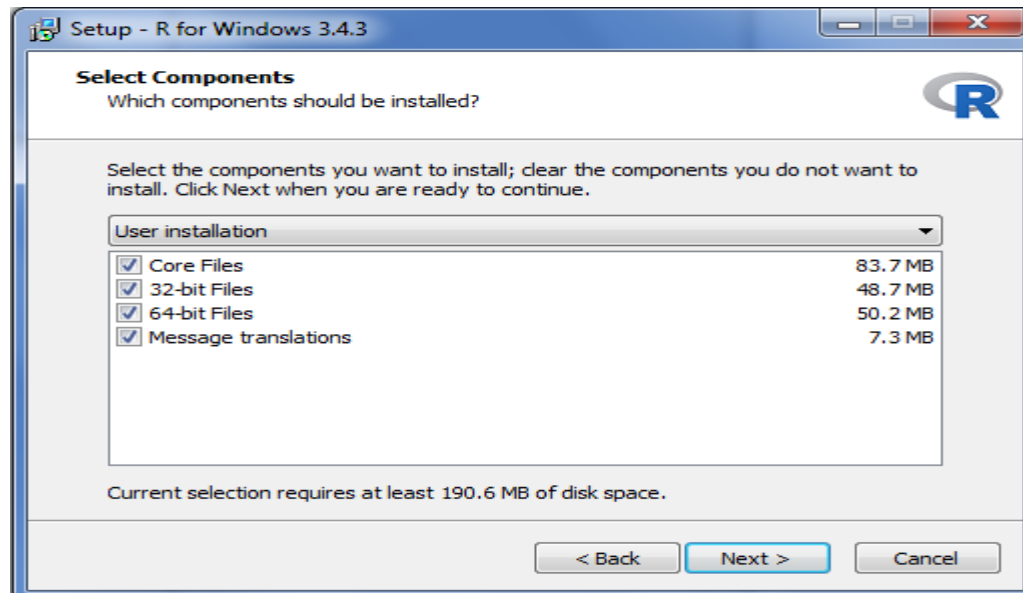 Setup - R for Windows 3.4.3
Select Components
Which components should be installed?
R
Select the components you want to install; clear the components you do not want to
install. Click Next when you are ready to continue.
User installation
Core Files 83.7 MB
32-bit Files 48.7 MB
64-bit Files 50.2 MB
Message translations 7.3 MB
Current selection requires at least 190.6 MB of disk space.
< Back Next > Cancel